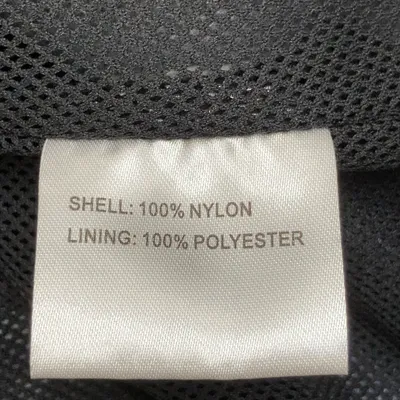 SHELL: 100% NYLON
LINING: 100% POLYESTER